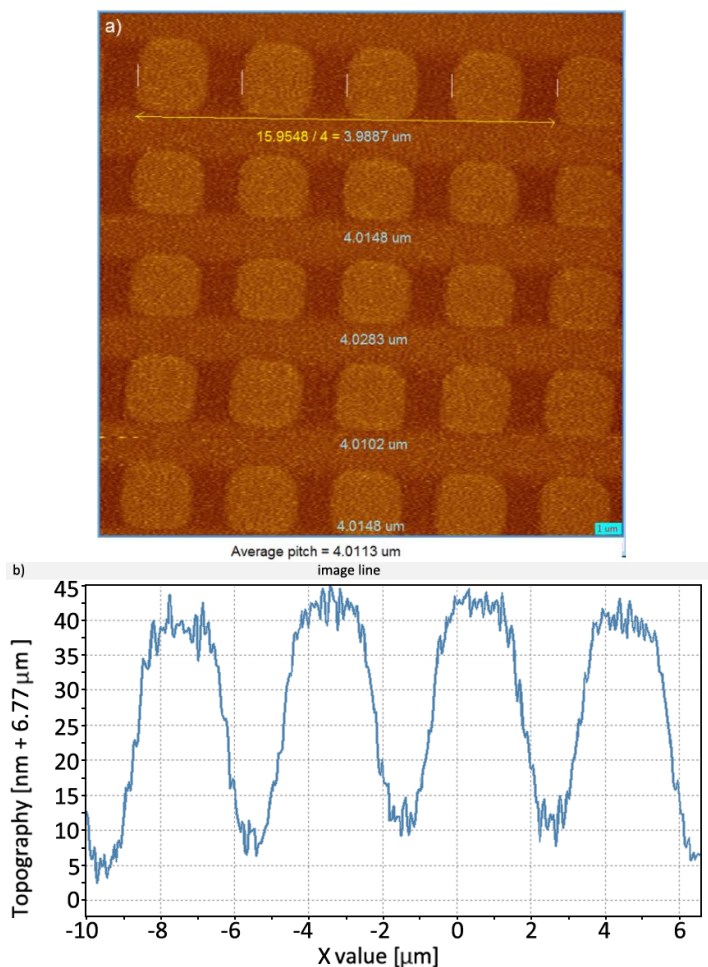 a)
15.9548 / 4 = 3.9887 um
4.0148 um
4.0283 um
4.0102 um
4.0148 um
1 um
Average pitch = 4.0113 um
b)
image line
Topography [nm + 6.77 μm]
45
40
35
30
25
20
15
10
5
0
-10 -8 -6 -4 -2 0 2 4 6
X value [μm]